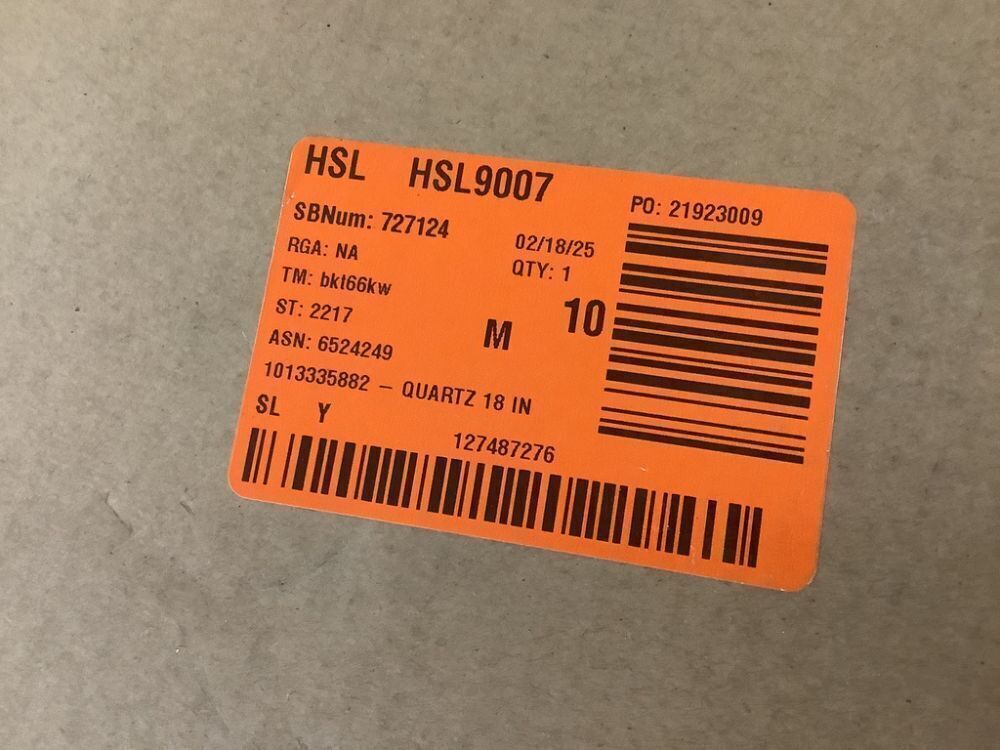 HSL HSL9007
PO: 21923009
SBNum: 727124
02/18/25
RGA: NA
QTY: 1
TM: bkt66kw
ST: 2217
M 10
ASN: 6524249
1013335882 – QUARTZ 18 IN
SL Y
127487276